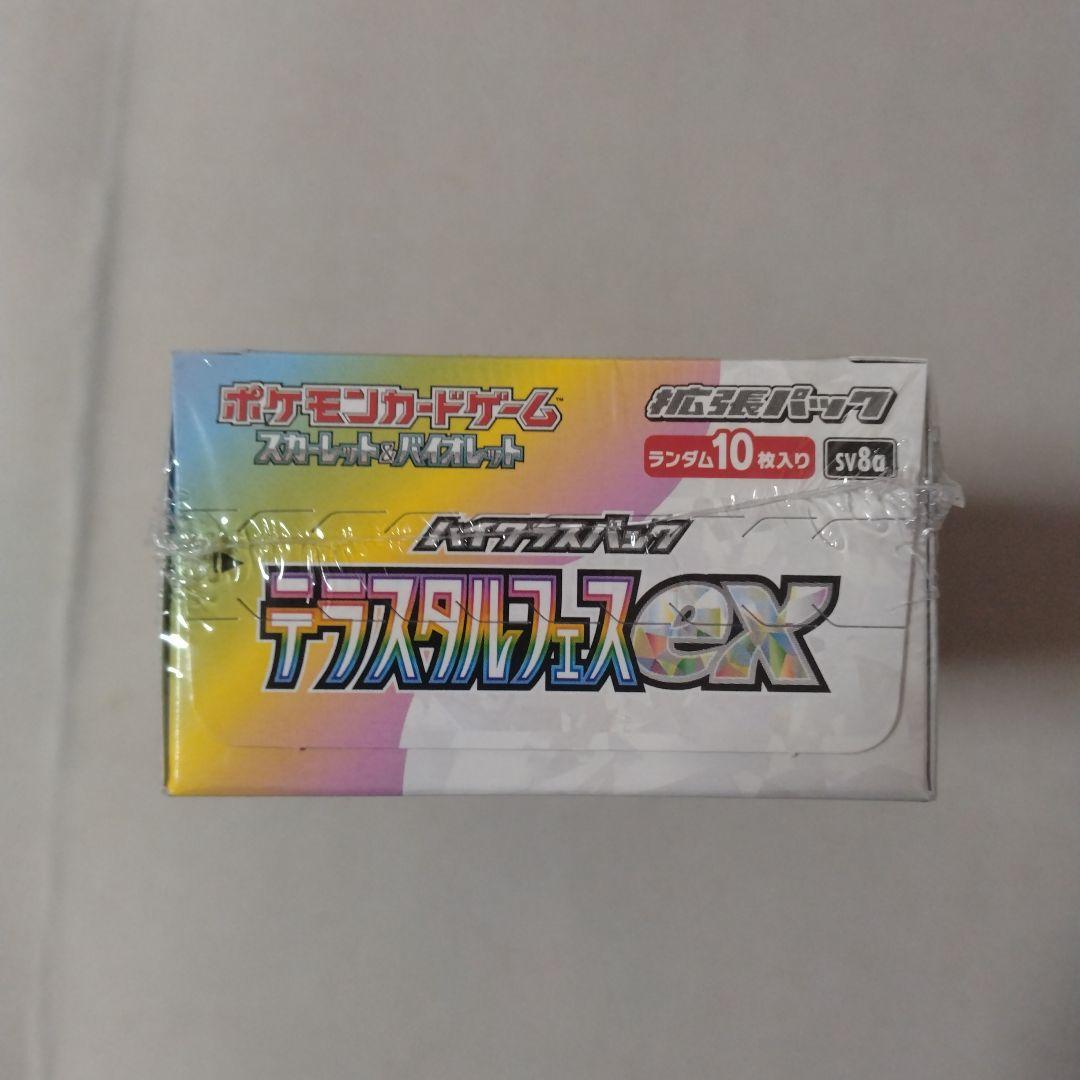 ポケモンカードゲーム™
スカーレット&バイオレット
拡張パック
ランダム10枚入り
SV8a
ハイクラスパック
テラスタルフェスex